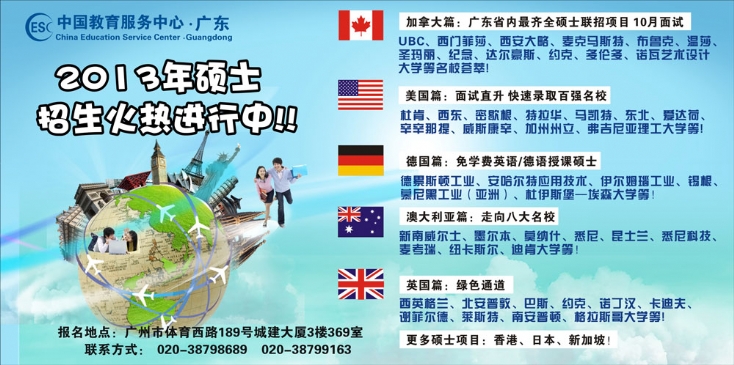 CESC 中国教育服务中心·广东
China Education Service Center ·Guangdong
2013年硕士
招生火热进行中!!
报名地点：广州市体育西路189号城建大厦3楼369室
联系方式： 020-38798689 020-38799163
加拿大篇：广东省内最齐全硕士联招项目 10月面试
UBC、西门菲莎、西安大略、麦克马斯特、布鲁克、温莎、
圣玛丽、纪念、达尔豪斯、约克、多伦多、诺瓦艺术设计
大学等名校荟萃!
美国篇：面试直升 快速录取百强名校
杜肯、西东、密歇根、特拉华、马凯特、东北、爱达荷、
辛辛那提、威斯康辛、加州州立、弗吉尼亚理工大学等!
德国篇：免学费英语/德语授课硕士
德累斯顿工业、安哈尔特应用技术、伊尔姆瑙工业、锡根、
慕尼黑工业（亚洲）、杜伊斯堡—埃森大学等!
澳大利亚篇：走向八大名校
新南威尔士、墨尔本、莫纳什、悉尼、昆士兰、悉尼科技、
麦考瑞、纽卡斯尔、迪肯大学等!
英国篇：绿色通道
西英格兰、北安普敦、巴斯、约克、诺丁汉、卡迪夫、
谢菲尔德、莱斯特、南安普顿、格拉斯哥大学等!
更多硕士项目：香港、日本、新加坡!